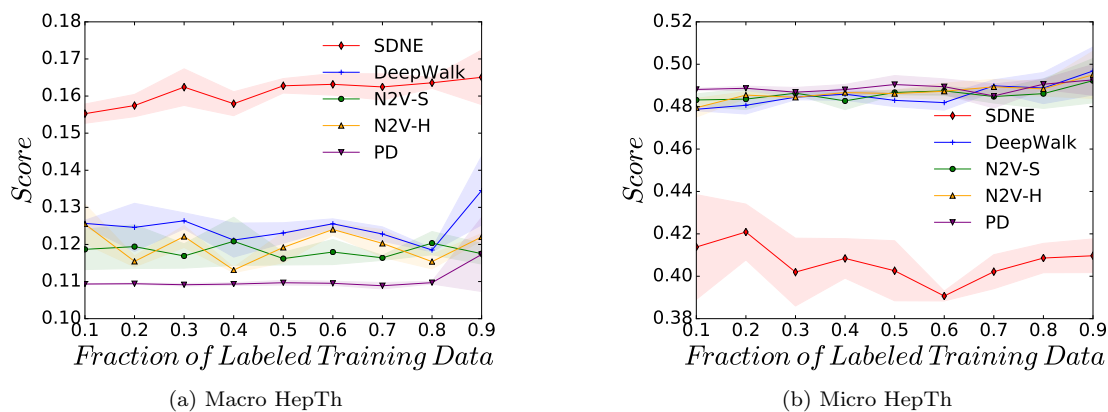 0.18
0.17
0.16
0.15
0.14
0.13
0.12
0.11
0.10
Score
SDNE
DeepWalk
N2V-S
N2V-H
PD
0.1 0.2 0.3 0.4 0.5 0.6 0.7 0.8 0.9
Fraction of Labeled Training Data
(a) Macro HepTh
0.52
0.50
0.48
0.46
0.44
0.42
0.40
0.38
Score
SDNE
DeepWalk
N2V-S
N2V-H
PD
0.1 0.2 0.3 0.4 0.5 0.6 0.7 0.8 0.9
Fraction of Labeled Training Data
(b) Micro HepTh